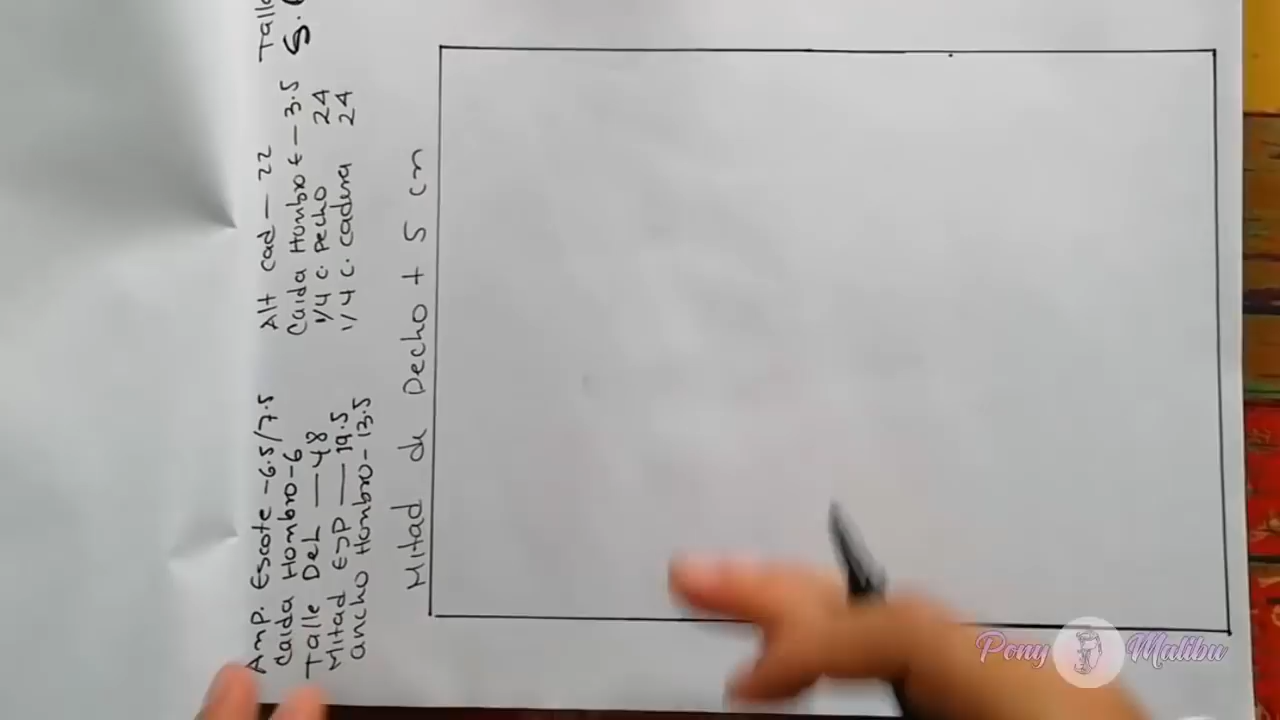 Amp. Escote - 6.5/7.5
Caida Hombro - 6
Talle Del — 48
Mitad ESP — 19.5
ancho Hombro - 13.5
Alt cad — 22
Caida Hombro t — 3.5
1/4 c. pecho 24
1/4 c. cadera 24
Mitad de pecho + 5 cm
Pony Malibu